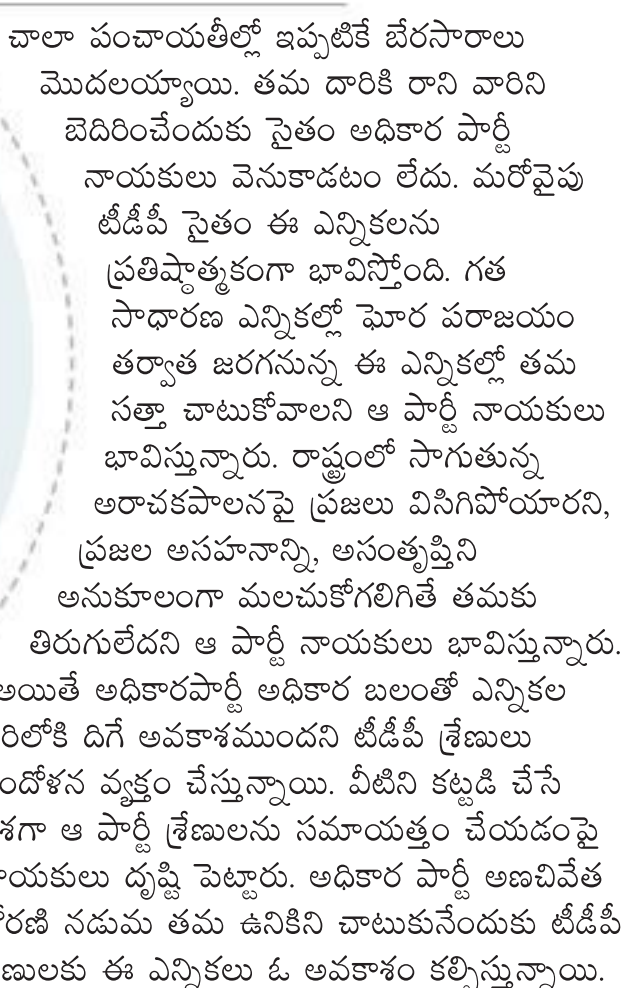 చాలా పంచాయతీల్లో ఇప్పటికే బేరసారాలు
మొదలయ్యాయి. తమ దారికి రాని వారిని
బెదిరించేందుకు సైతం అధికార పార్టీ
నాయకులు వెనుకాడటం లేదు. మరోవైపు
టీడీపీ సైతం ఈ ఎన్నికలను
ప్రతిష్ఠాత్మకంగా భావిస్తోంది. గత
సాధారణ ఎన్నికల్లో ఘోర పరాజయం
తర్వాత జరగనున్న ఈ ఎన్నికల్లో తమ
సత్తా చాటుకోవాలని ఆ పార్టీ నాయకులు
భావిస్తున్నారు. రాష్ట్రంలో సాగుతున్న
అరాచకపాలనపై ప్రజలు విసిగిపోయారని,
ప్రజల అసహనాన్ని, అసంతృప్తిని
అనుకూలంగా మలచుకోగలిగితే తమకు
తిరుగులేదని ఆ పార్టీ నాయకులు భావిస్తున్నారు.
అయితే అధికారపార్టీ అధికార బలంతో ఎన్నికల
రిలోకి దిగే అవకాశముందని టీడీపీ శ్రేణులు
ందోళన వ్యక్తం చేస్తున్నాయి. వీటిని కట్టడి చేసే
శగా ఆ పార్టీ శ్రేణులను సమాయత్తం చేయడంపై
ాయకులు దృష్టి పెట్టారు. అధికార పార్టీ అణచివేత
ోరణి నడుమ తమ ఉనికిని చాటుకునేందుకు టీడీపీ
ణులకు ఈ ఎన్నికలు ఓ అవకాశం కల్పిస్తున్నాయి.